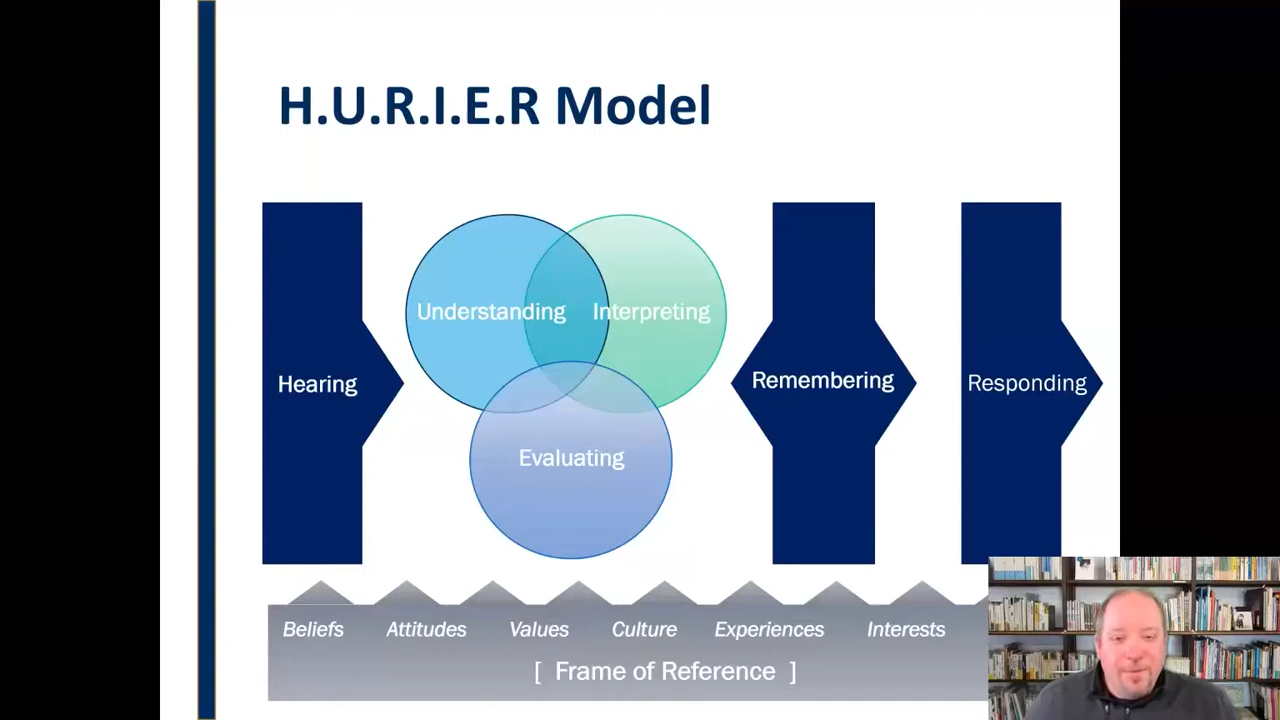 H.U.R.I.E.R Model
Understanding
Interpreting
Hearing
Remembering
Responding
Evaluating
Beliefs
Attitudes
Values
Culture
Experiences
Interests
[ Frame of Reference ]